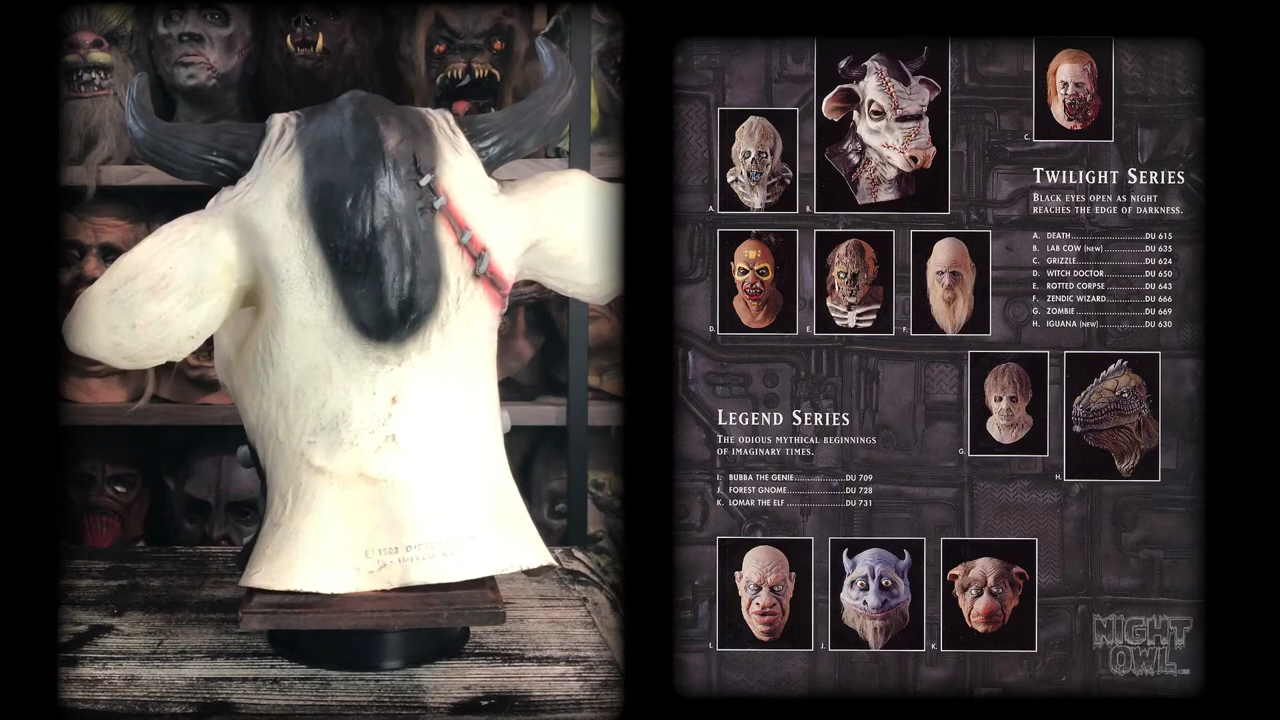 A.
B.
C.
TWILIGHT SERIES
BLACK EYES OPEN AS NIGHT
REACHES THE EDGE OF DARKNESS.
A. DEATH..........................DU 615
B. LAB COW (NEW)..............DU 635
C. GRIZZLE.......................DU 624
D. WITCH DOCTOR..............DU 650
E. ROTTED CORPSE..............DU 643
F. ZENDIC WIZARD.............DU 666
G. ZOMBIE........................DU 669
H. IGUANA (NEW)...............DU 630
D.
E.
F.
G.
H.
LEGEND SERIES
THE ODIOUS MYTHICAL BEGINNINGS
OF IMAGINARY TIMES.
I. BUBBA THE GENIE...............DU 709
J. FOREST GNOME.................DU 728
K. LOMAR THE ELF.................DU 731
I.
J.
K.
NIGHT
OWL